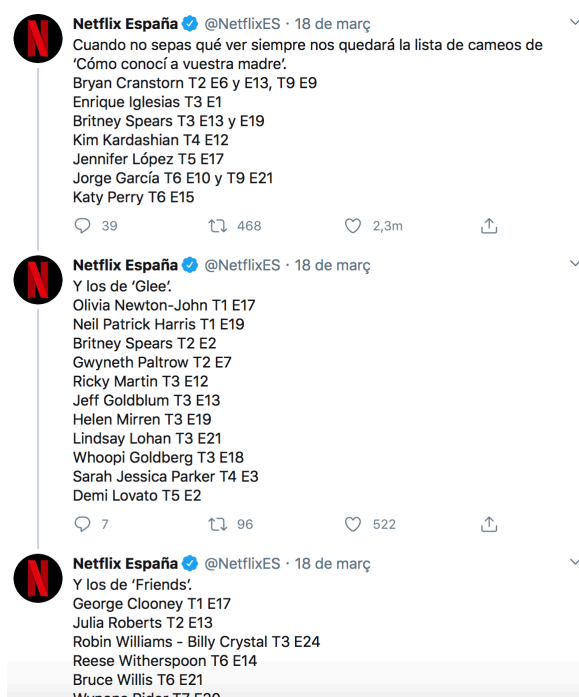 Netflix España @NetflixES · 18 de març
Cuando no sepas qué ver siempre nos quedará la lista de cameos de
‘Cómo conocí a vuestra madre’.
Bryan Cranstorn T2 E6 y E13, T9 E9
Enrique Iglesias T3 E1
Britney Spears T3 E13 y E19
Kim Kardashian T4 E12
Jennifer López T5 E17
Jorge García T6 E10 y T9 E21
Katy Perry T6 E15
39 468 2,3m
Netflix España @NetflixES · 18 de març
Y los de ‘Glee’.
Olivia Newton-John T1 E17
Neil Patrick Harris T1 E19
Britney Spears T2 E2
Gwyneth Paltrow T2 E7
Ricky Martin T3 E12
Jeff Goldblum T3 E13
Helen Mirren T3 E19
Lindsay Lohan T3 E21
Whoopi Goldberg T3 E18
Sarah Jessica Parker T4 E3
Demi Lovato T5 E2
7 96 522
Netflix España @NetflixES · 18 de març
Y los de ‘Friends’.
George Clooney T1 E17
Julia Roberts T2 E13
Robin Williams - Billy Crystal T3 E24
Reese Witherspoon T6 E14
Bruce Willis T6 E21